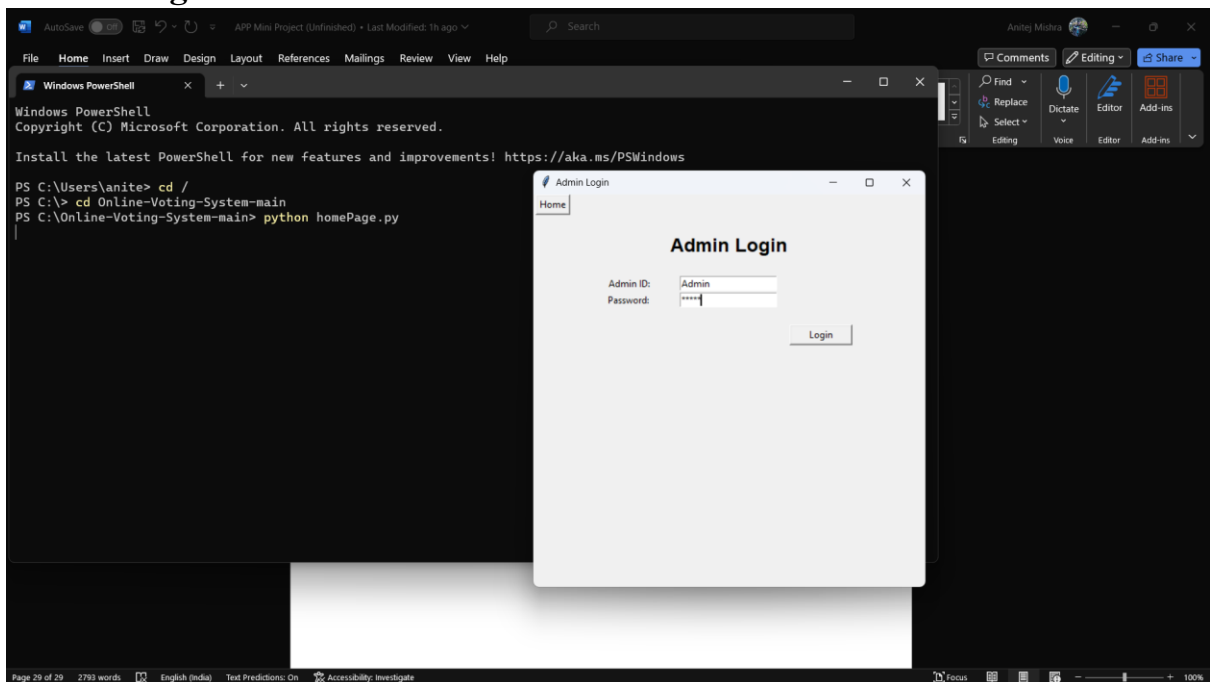 AutoSave Off APP Mini Project (Unfinished) • Last Modified: 1h ago Search Anitej Mishra
File Home Insert Draw Design Layout References Mailings Review View Help Comments Editing Share
Windows PowerShell
Find
Replace
Select
Dictate
Editor
Add-ins
Editing Voice Editor Add-ins
Windows PowerShell
Copyright (C) Microsoft Corporation. All rights reserved.
Install the latest PowerShell for new features and improvements! https://aka.ms/PSWindows
PS C:\Users\anite> cd /
PS C:\> cd Online-Voting-System-main
PS C:\Online-Voting-System-main> python homePage.py
Admin Login
Home
Admin Login
Admin ID: Admin
Password: *****
Login
Page 29 of 29 2793 words English (India) Text Predictions: On Accessibility: Investigate Focus 100%